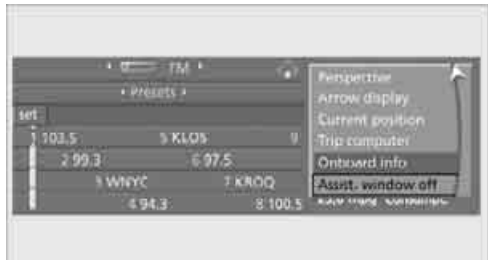 FM
Presets
set
1 103.5 5 KLOS 9
2 99.3 6 97.5
3 WNYC 7 KROQ
4 94.3 8 100.5
Perspective
Arrow display
Current position
Trip computer
Onboard info
Assist. window off